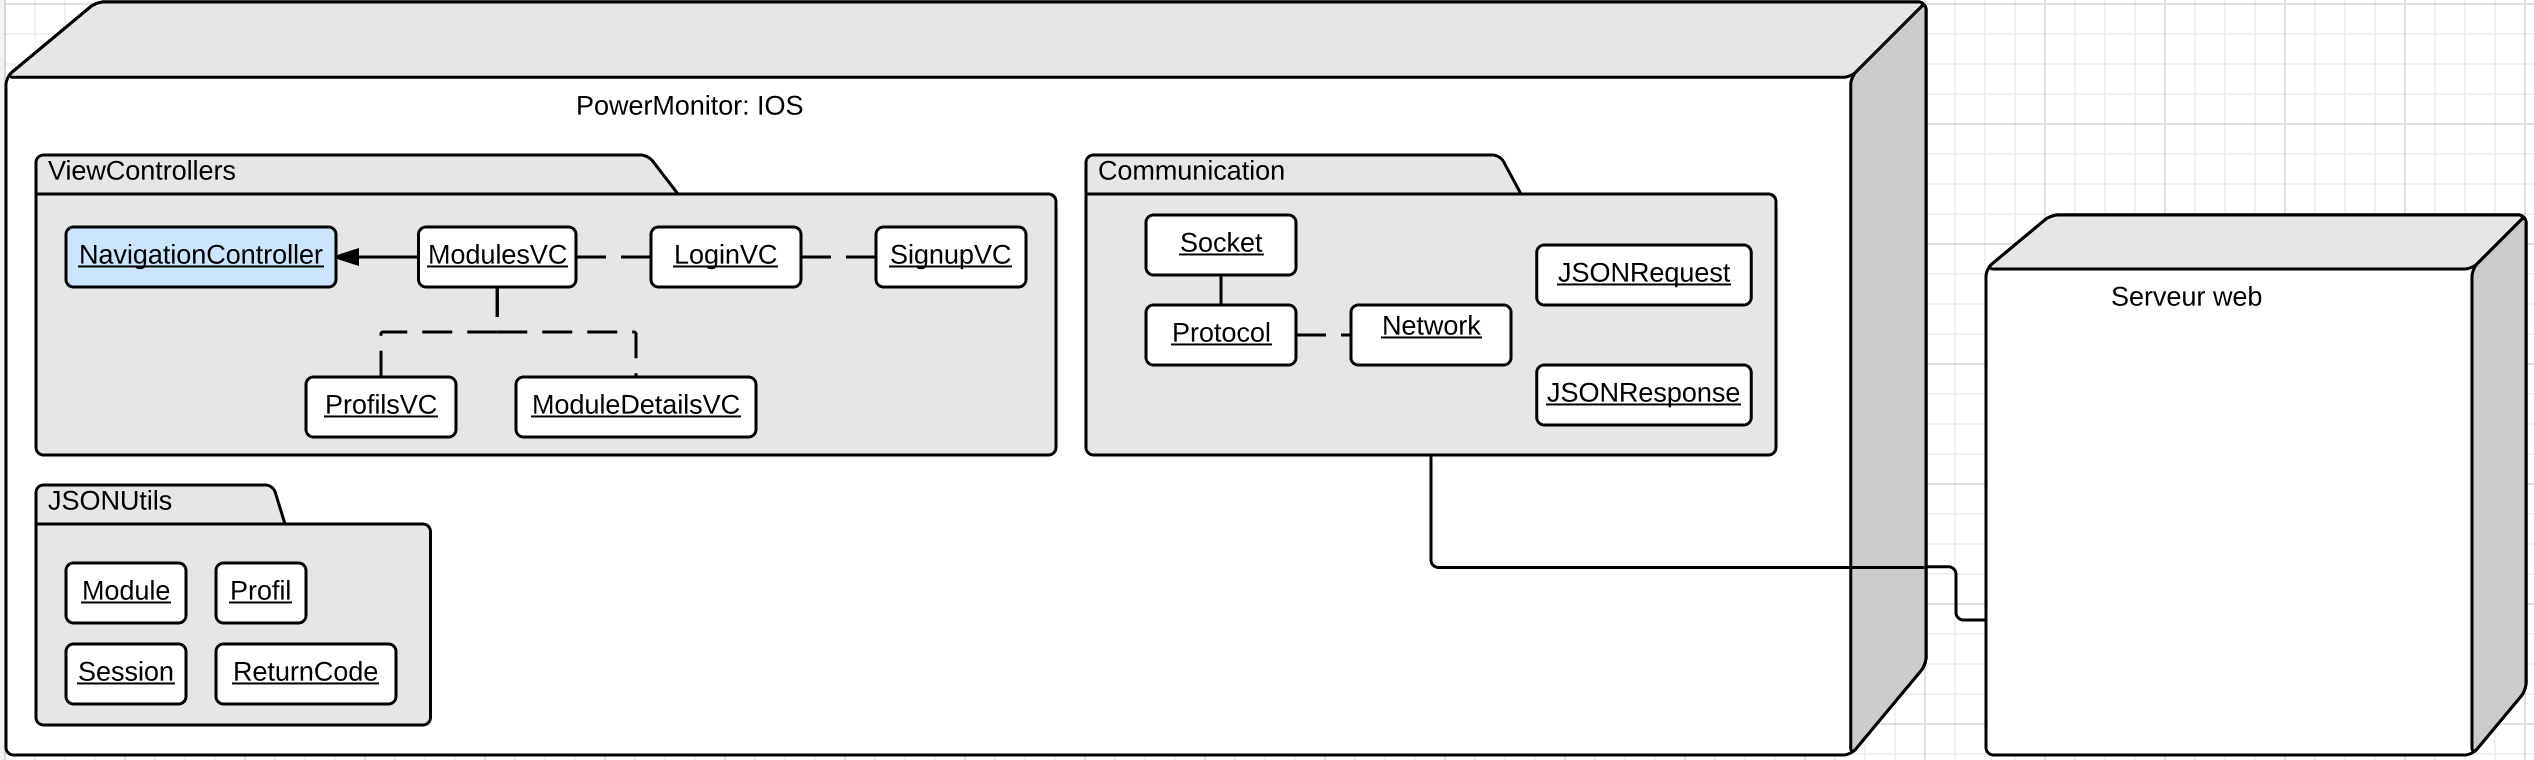 PowerMonitor: IOS
ViewControllers
NavigationController
ModulesVC
LoginVC
SignupVC
ProfilsVC
ModuleDetailsVC
Communication
Socket
JSONRequest
Protocol
Network
JSONResponse
JSONUtils
Module
Profil
Session
ReturnCode
Serveur web